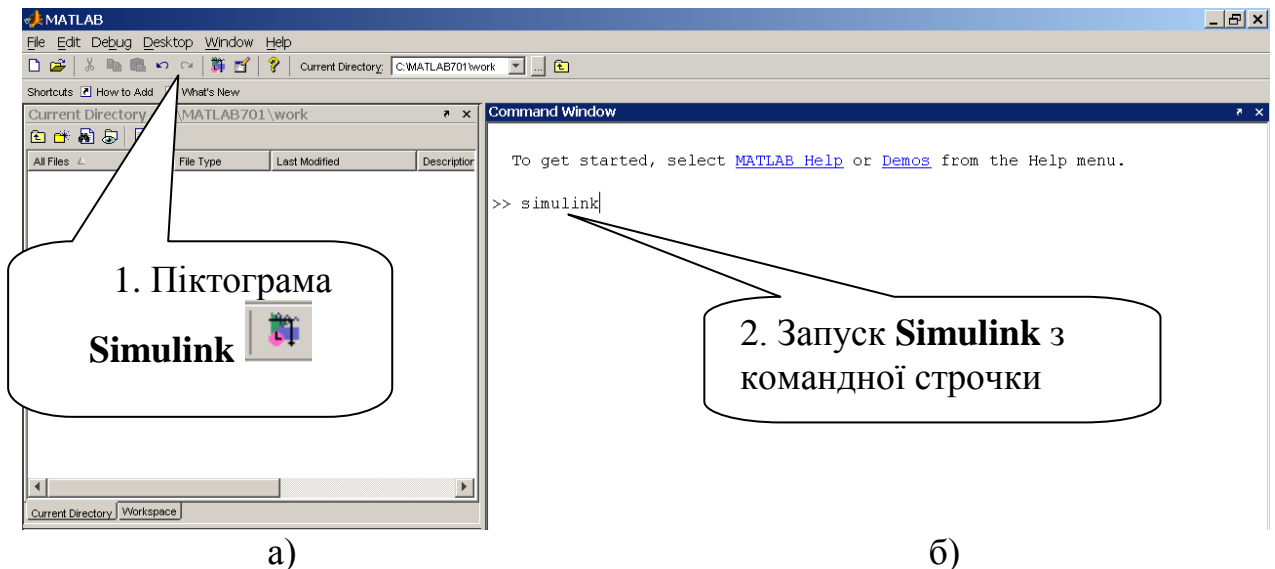 MATLAB
File Edit Debug Desktop Window Help
Current Directory: C:\MATLAB701\work
Shortcuts How to Add What's New
Current Directory \MATLAB701\work
Command Window
All Files File Type Last Modified Description
To get started, select MATLAB Help or Demos from the Help menu.
>> simulink
1. Піктограма
Simulink
2. Запуск Simulink з
командної строчки
Current Directory Workspace
а) б)